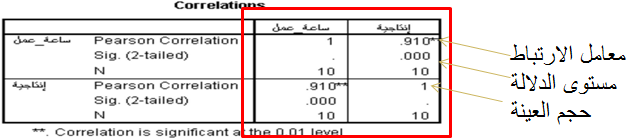 Correlations
ساعة_عمل إنتاجية
ساعة_عمل Pearson Correlation 1 .910**
Sig. (2-tailed) . .000
N 10 10
إنتاجية Pearson Correlation .910** 1
Sig. (2-tailed) .000 .
N 10 10
**. Correlation is significant at the 0.01 level
معامل الارتباط
مستوى الدلالة
حجم العينة